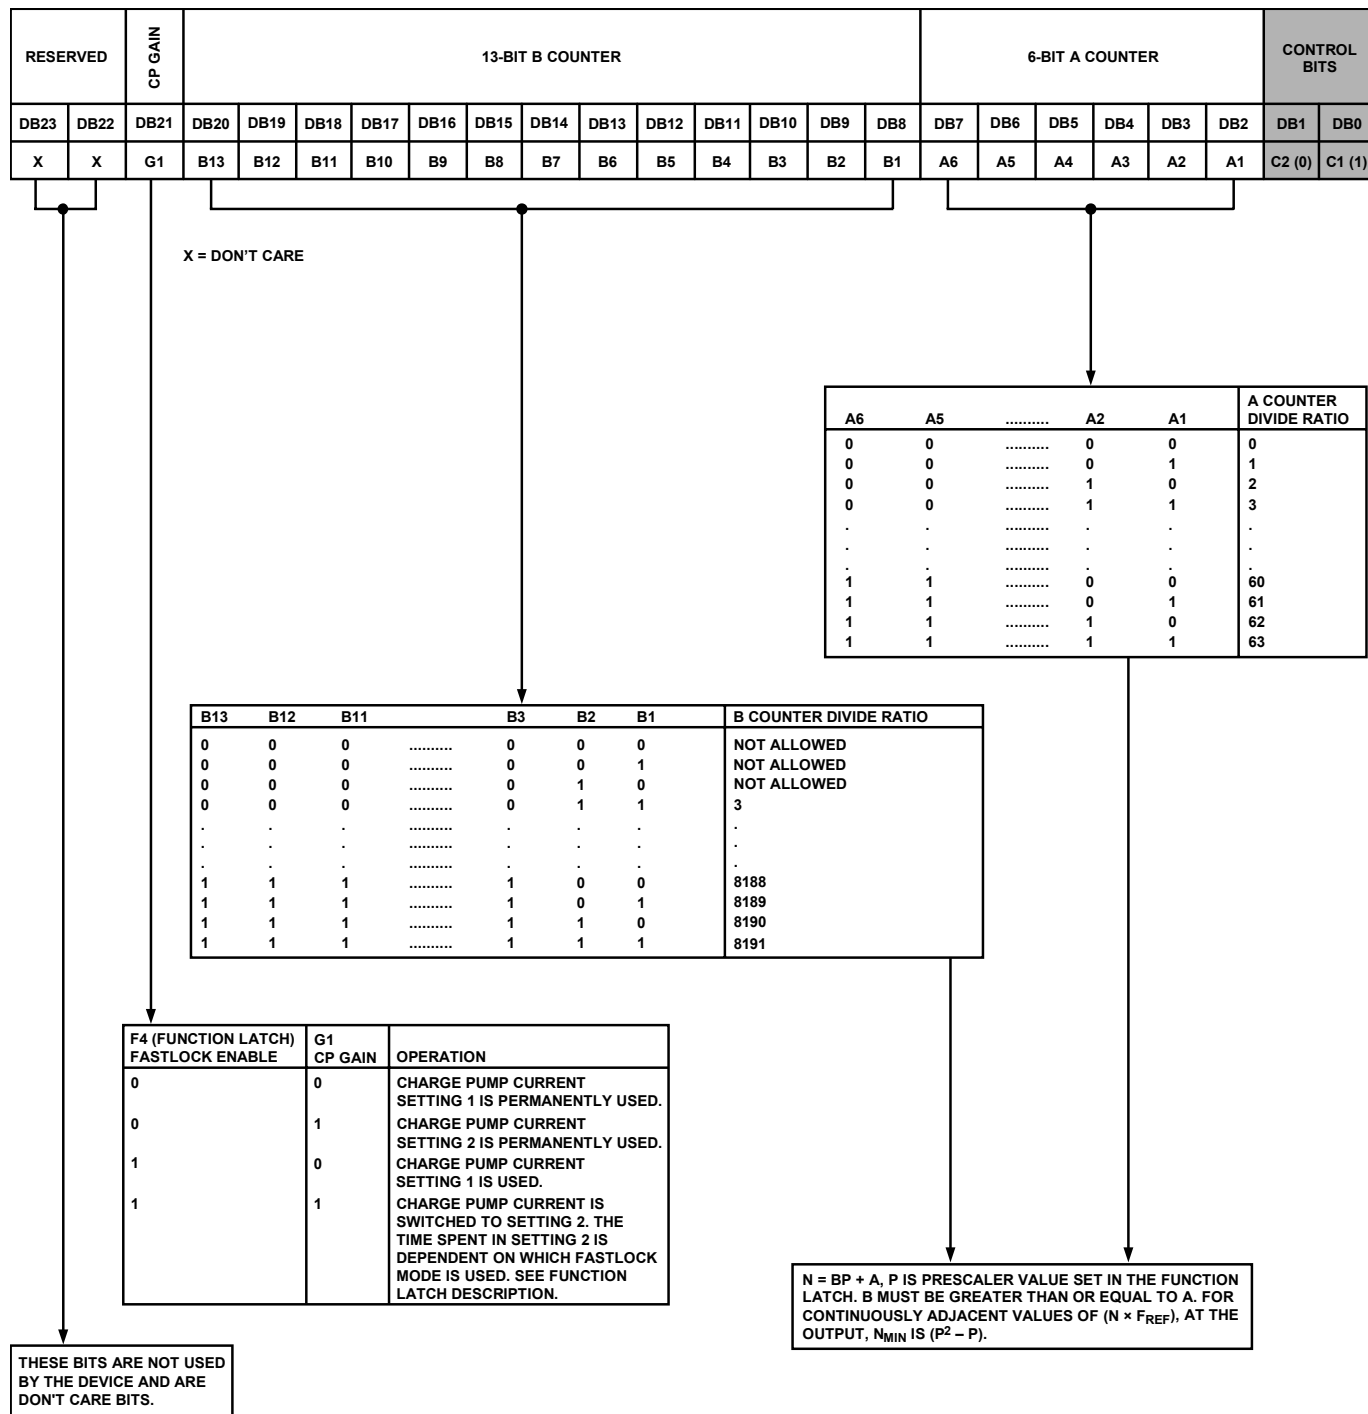 RESERVED CP GAIN 13-BIT B COUNTER 6-BIT A COUNTER CONTROL
BITS
DB23 DB22 DB21 DB20 DB19 DB18 DB17 DB16 DB15 DB14 DB13 DB12 DB11 DB10 DB9 DB8 DB7 DB6 DB5 DB4 DB3 DB2 DB1 DB0
X X G1 B13 B12 B11 B10 B9 B8 B7 B6 B5 B4 B3 B2 B1 A6 A5 A4 A3 A2 A1 C2 (0) C1 (1)
X = DON'T CARE
A COUNTER
A6 A5 .......... A2 A1 DIVIDE RATIO
0 0 .......... 0 0 0
0 0 .......... 0 1 1
0 0 .......... 1 0 2
0 0 .......... 1 1 3
. . .......... . . .
. . .......... . . .
. . .......... . . .
1 1 .......... 0 0 60
1 1 .......... 0 1 61
1 1 .......... 1 0 62
1 1 .......... 1 1 63
B13 B12 B11 B3 B2 B1 B COUNTER DIVIDE RATIO
0 0 0 .......... 0 0 0 NOT ALLOWED
0 0 0 .......... 0 0 1 NOT ALLOWED
0 0 0 .......... 0 1 0 NOT ALLOWED
0 0 0 .......... 0 1 1 3
. . . .......... . . . .
. . . .......... . . . .
. . . .......... . . . .
1 1 1 .......... 1 0 0 8188
1 1 1 .......... 1 0 1 8189
1 1 1 .......... 1 1 0 8190
1 1 1 .......... 1 1 1 8191
F4 (FUNCTION LATCH) G1
FASTLOCK ENABLE CP GAIN OPERATION
0 0 CHARGE PUMP CURRENT
SETTING 1 IS PERMANENTLY USED.
0 1 CHARGE PUMP CURRENT
SETTING 2 IS PERMANENTLY USED.
1 0 CHARGE PUMP CURRENT
SETTING 1 IS USED.
1 1 CHARGE PUMP CURRENT IS
SWITCHED TO SETTING 2. THE
TIME SPENT IN SETTING 2 IS
DEPENDENT ON WHICH FASTLOCK
MODE IS USED. SEE FUNCTION
LATCH DESCRIPTION.
N = BP + A, P IS PRESCALER VALUE SET IN THE FUNCTION
LATCH. B MUST BE GREATER THAN OR EQUAL TO A. FOR
CONTINUOUSLY ADJACENT VALUES OF (N × FREF), AT THE
OUTPUT, NMIN IS (P² – P).
THESE BITS ARE NOT USED
BY THE DEVICE AND ARE
DON'T CARE BITS.